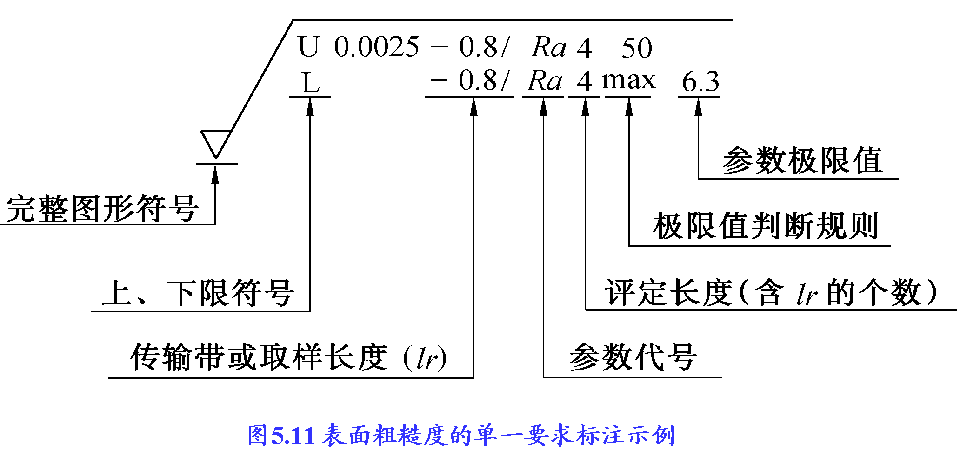 U 0.0025 - 0.8/ Ra 4 50
L - 0.8/ Ra 4 max 6.3
参数极限值
完整图形符号
极限值判断规则
上、下限符号
评定长度(含 lr 的个数)
传输带或取样长度 (lr)
参数代号
图5.11 表面粗糙度的单一要求标注示例